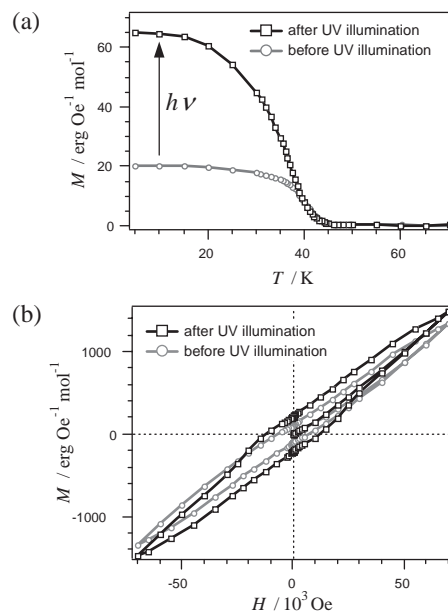 (a)
after UV illumination
before UV illumination
hν
M / erg Oe⁻¹ mol⁻¹
60
40
20
0
20
40
60
T / K
(b)
after UV illumination
before UV illumination
M / erg Oe⁻¹ mol⁻¹
1000
0
-1000
-50
0
50
H / 10³ Oe